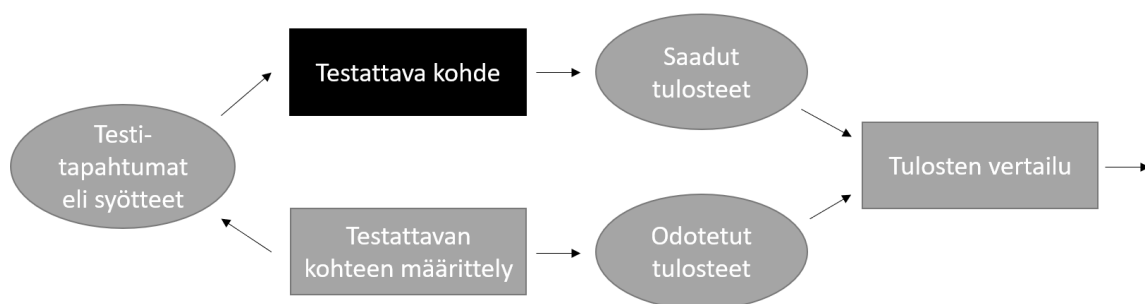 Testi-
tapahtumat
eli syötteet
Testattava kohde
Saadut
tulosteet
Testattavan
kohteen määrittely
Odotetut
tulosteet
Tulosten vertailu